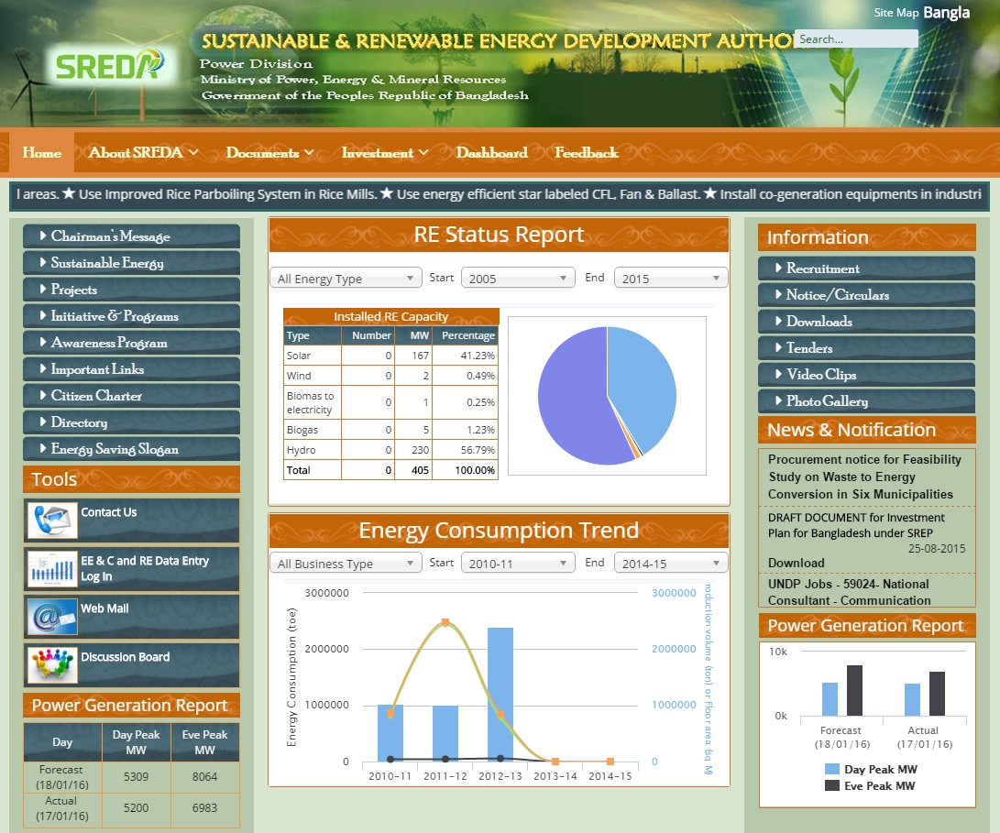 Site Map Bangla
SREDA
SUSTAINABLE & RENEWABLE ENERGY DEVELOPMENT
Search...
Power Division
Ministry of Power, Energy & Mineral Resources
Government of the Peoples Republic of Bangladesh
Home About SREDA Documents Investment Dashboard Feedback
l areas. ★ Use Improved Rice Parboiling System in Rice Mills. ★ Use energy efficient star labeled CFL, Fan & Ballast. ★ Install co-generation equipments in industri
Chairman's Message
Sustainable Energy
Projects
Initiative & Programs
Awareness Program
Important Links
Citizen Charter
Directory
Energy Saving Slogan
Tools
Contact Us
EE & C and RE Data Entry
Log In
Web Mail
Discussion Board
Power Generation Report
Day Day Peak MW Eve Peak MW
Forecast (18/01/16) 5309 8064
Actual (17/01/16) 5200 6983
RE Status Report
All Energy Type Start 2005 End 2015
Installed RE Capacity
Type Number MW Percentage
Solar 0 167 41.23%
Wind 0 2 0.49%
Biomas to electricity 0 1 0.25%
Biogas 0 5 1.23%
Hydro 0 230 56.79%
Total 0 405 100.00%
Energy Consumption Trend
All Business Type Start 2010-11 End 2014-15
Energy Consumption (toe)
3000000 3000000
2000000 2000000
1000000 1000000
0 0
roduction volume (ton) or Floor area (sq M)
2010-11 2011-12 2012-13 2013-14 2014-15
Information
Recruitment
Notice/Circulars
Downloads
Tenders
Video Clips
Photo Gallery
News & Notification
Procurement notice for Feasibility
Study on Waste to Energy
Conversion in Six Municipalities
DRAFT DOCUMENT for Investment
Plan for Bangladesh under SREP
25-08-2015
Download
UNDP Jobs - 59024- National
Consultant - Communication
Power Generation Report
10k
0k
Forecast Actual
(18/01/16) (17/01/16)
Day Peak MW
Eve Peak MW